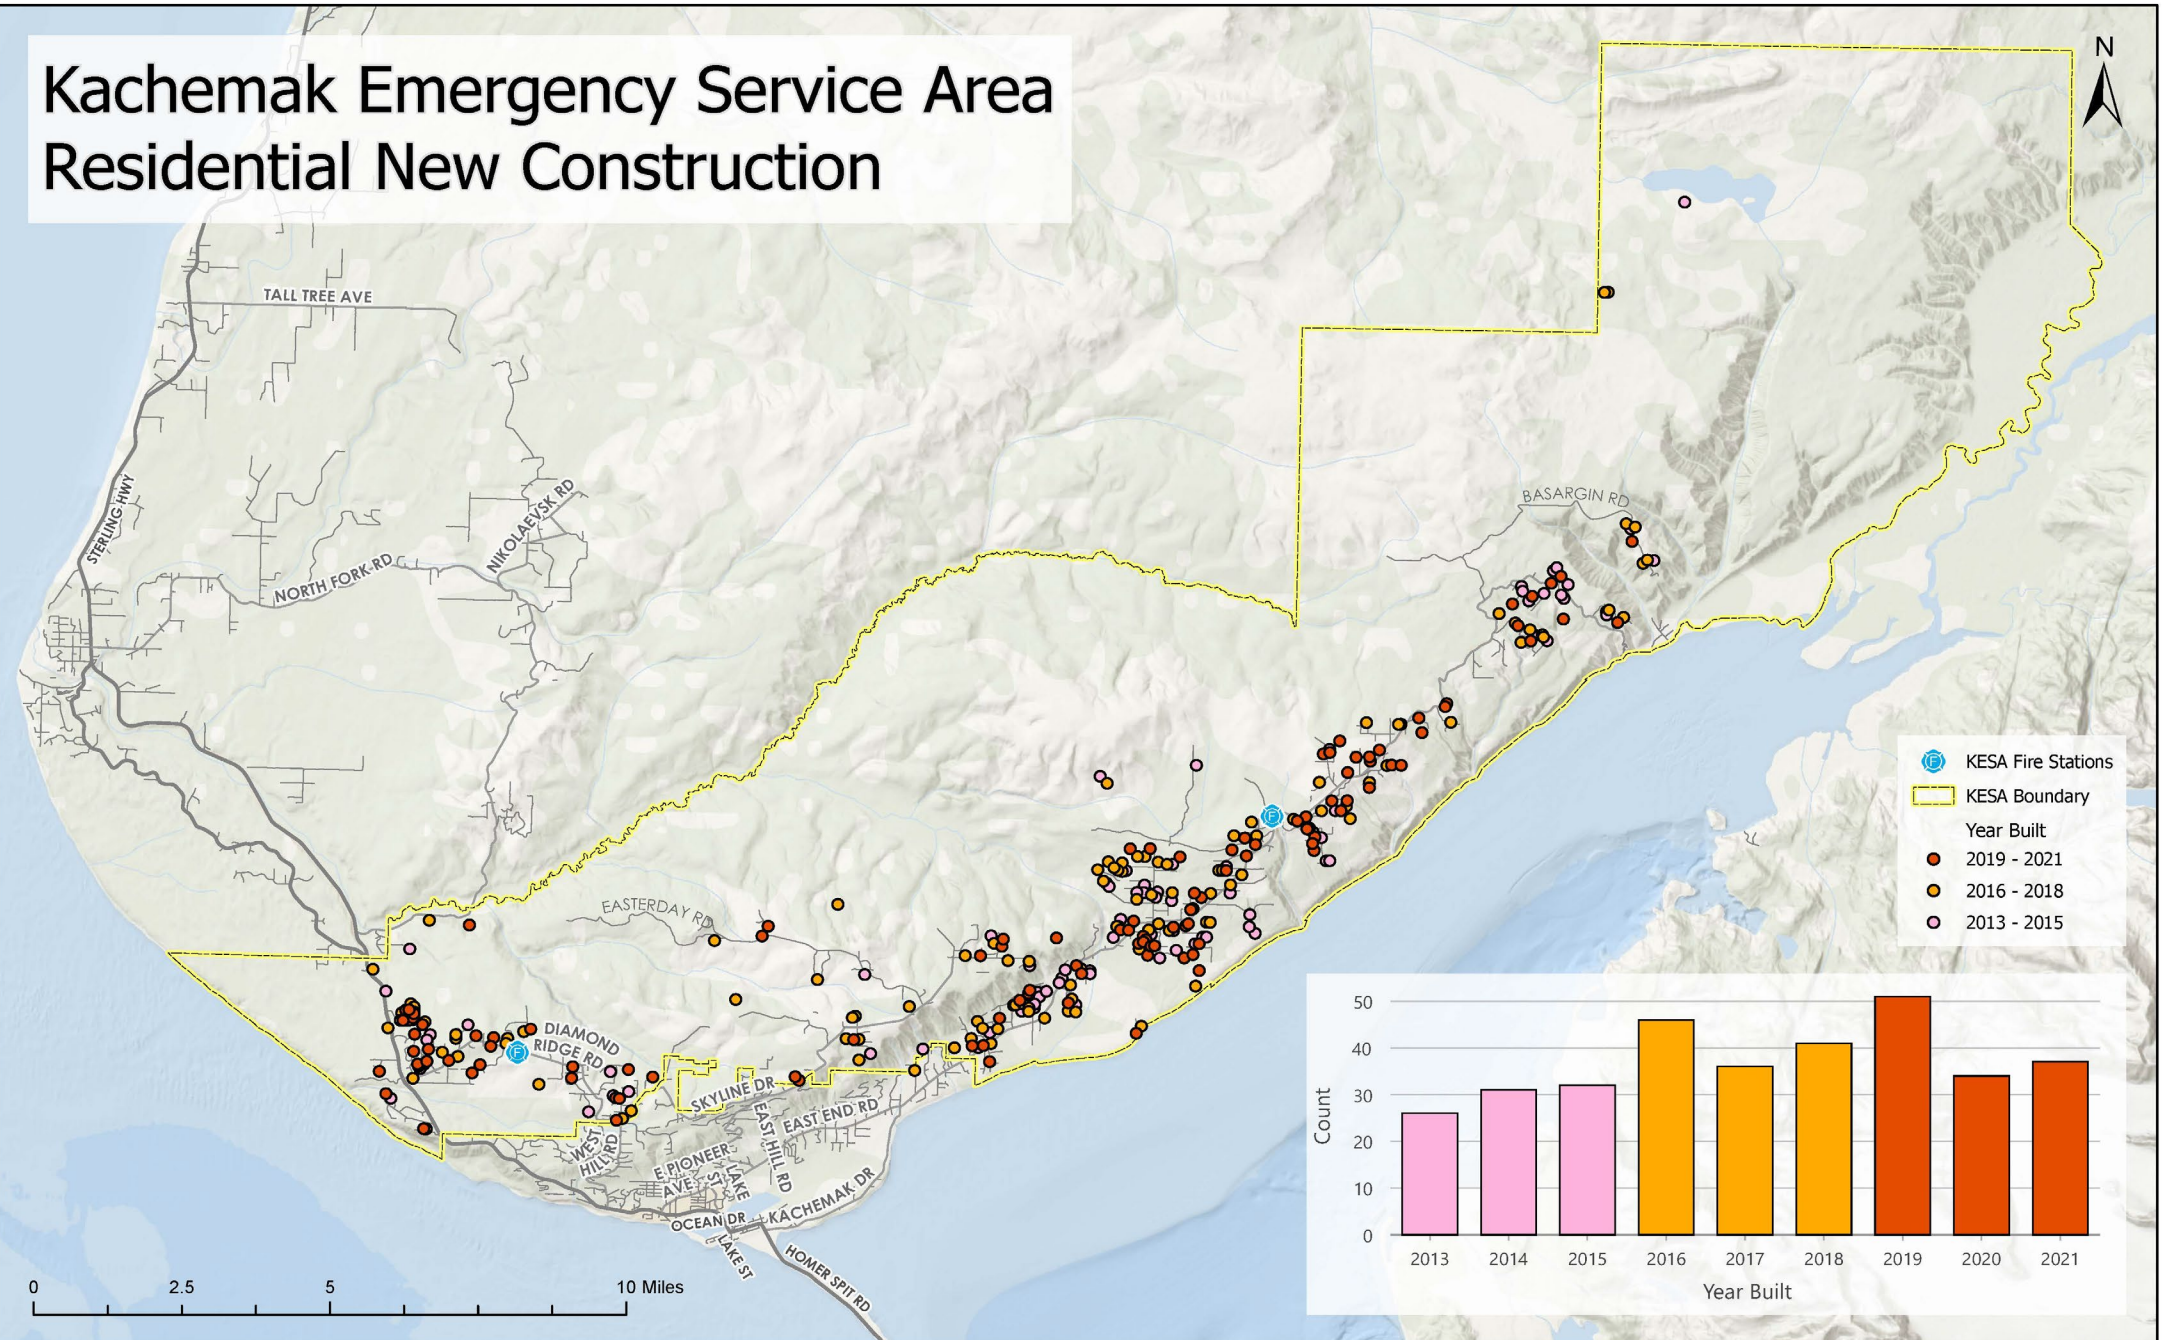 Kachemak Emergency Service Area
Residential New Construction
N
TALL TREE AVE
STERLING HWY
NORTH FORK RD
NIKOLAEVSK RD
BASARGIN RD
EASTERDAY RD
DIAMOND
RIDGE RD
SKYLINE DR
WEST
HILL RD
EAST HILL RD
EAST END RD
E PIONEER
AVE
LAKE
ST
OCEAN DR
KACHEMAK DR
LAKE ST
HOMER SPIT RD
0 2.5 5 10 Miles
F
F
F KESA Fire Stations
KESA Boundary
Year Built
2019 - 2021
2016 - 2018
2013 - 2015
Count
50
40
30
20
10
0
2013 2014 2015 2016 2017 2018 2019 2020 2021
Year Built